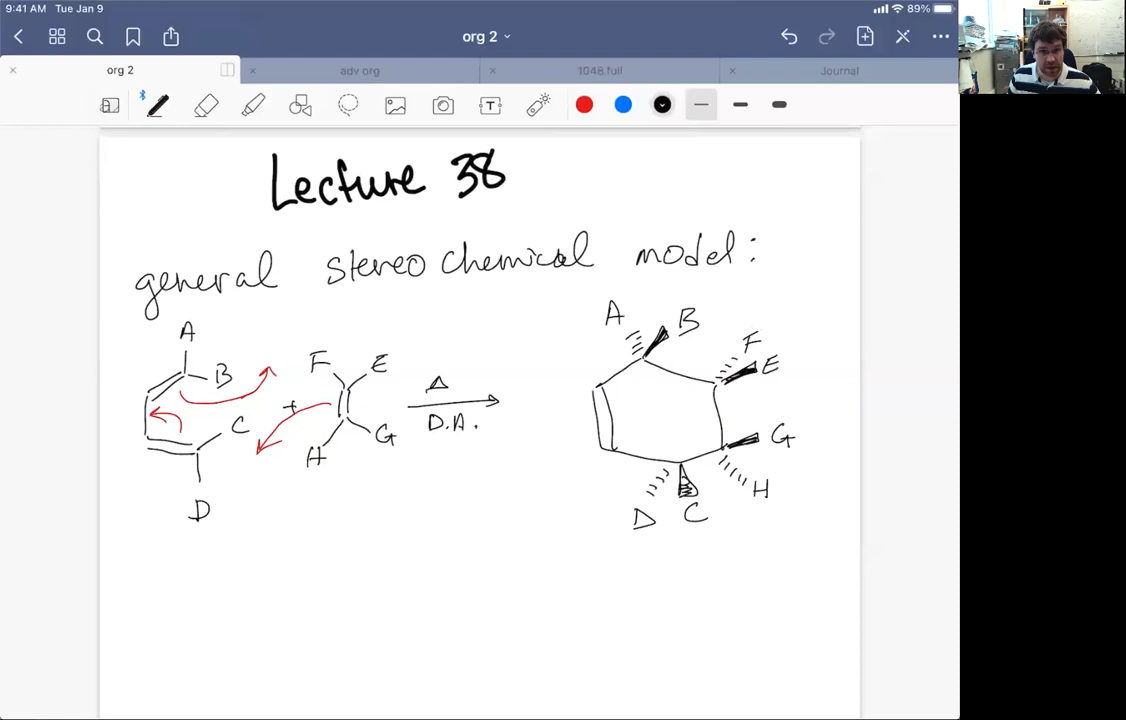 9:41 AM Tue Jan 9
89%
org 2
org 2
adv org
1048.full
Journal
T
Lecture 38
general stereochemical model:
A
B
C
D
+
F
E
G
H
Δ
D.A.
A
B
F
E
G
H
D
C